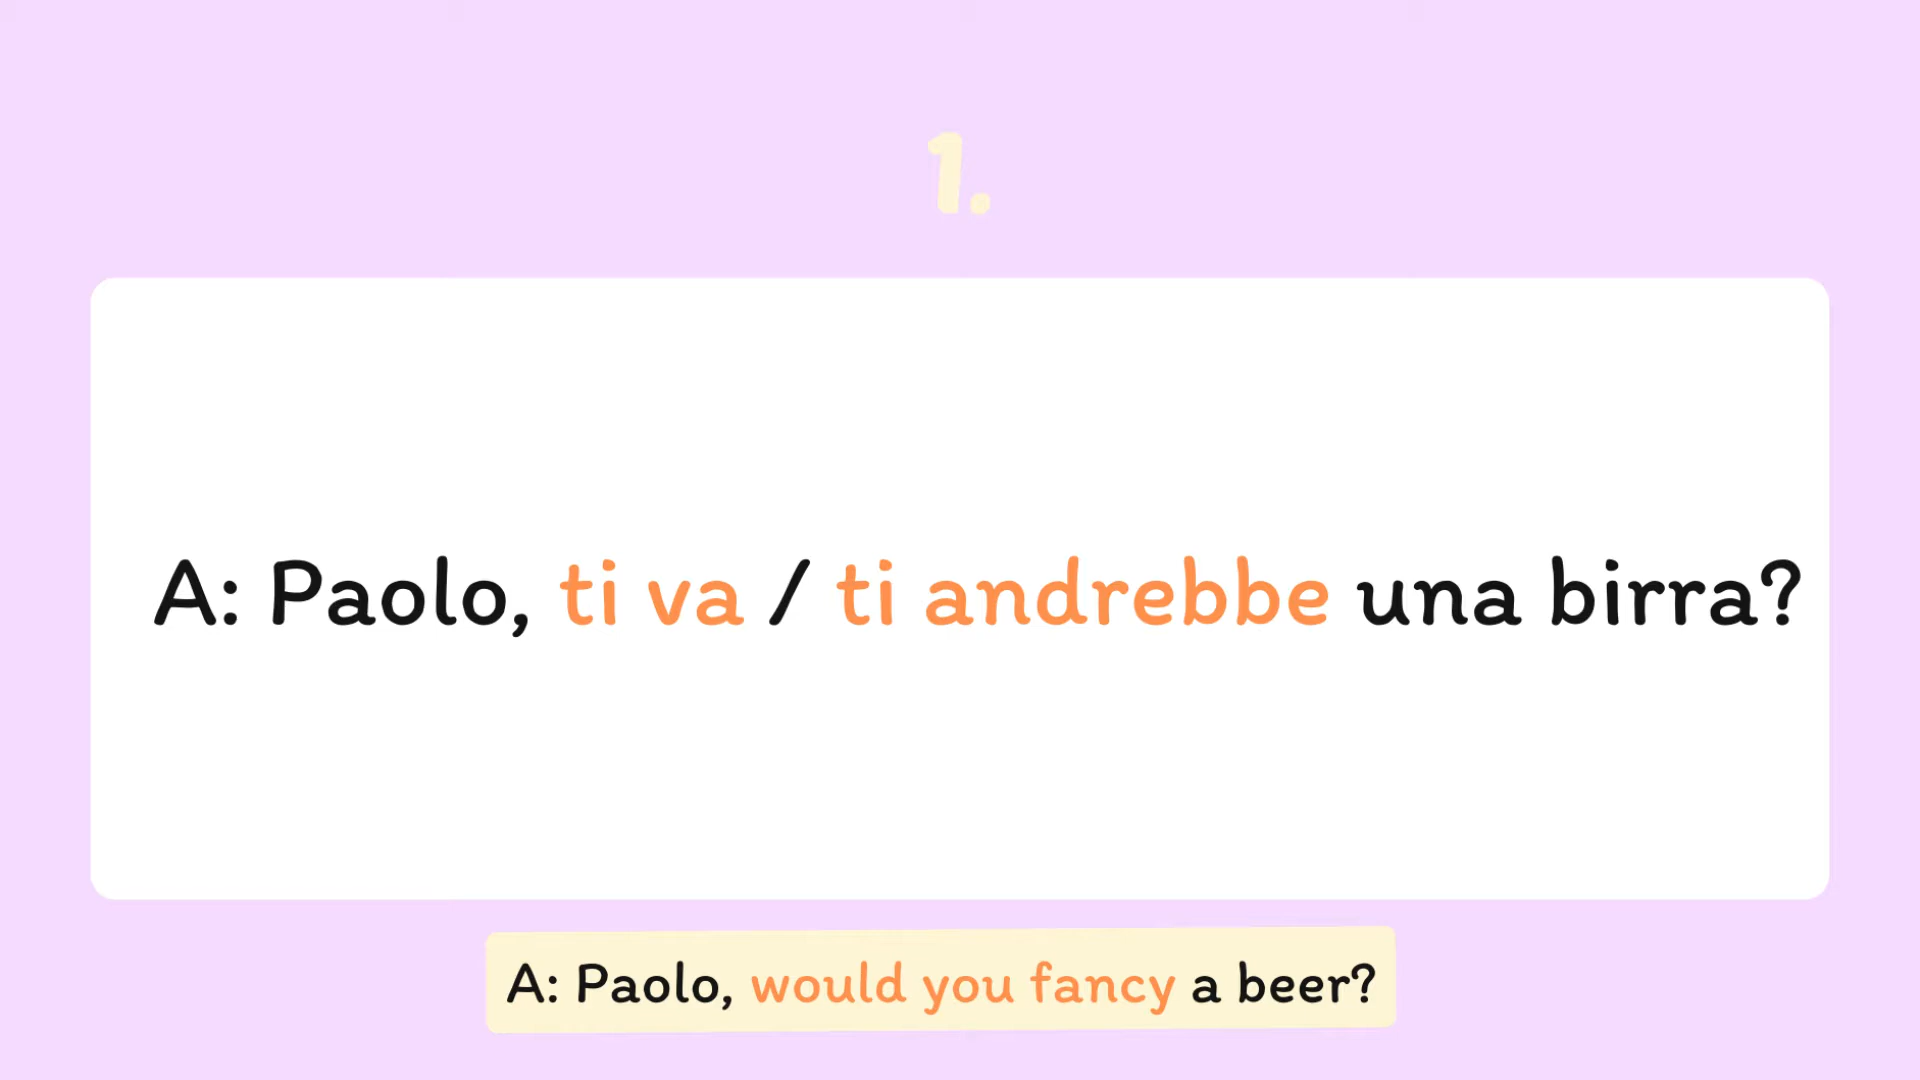 1.
A: Paolo, ti va / ti andrebbe una birra?
A: Paolo, would you fancy a beer?